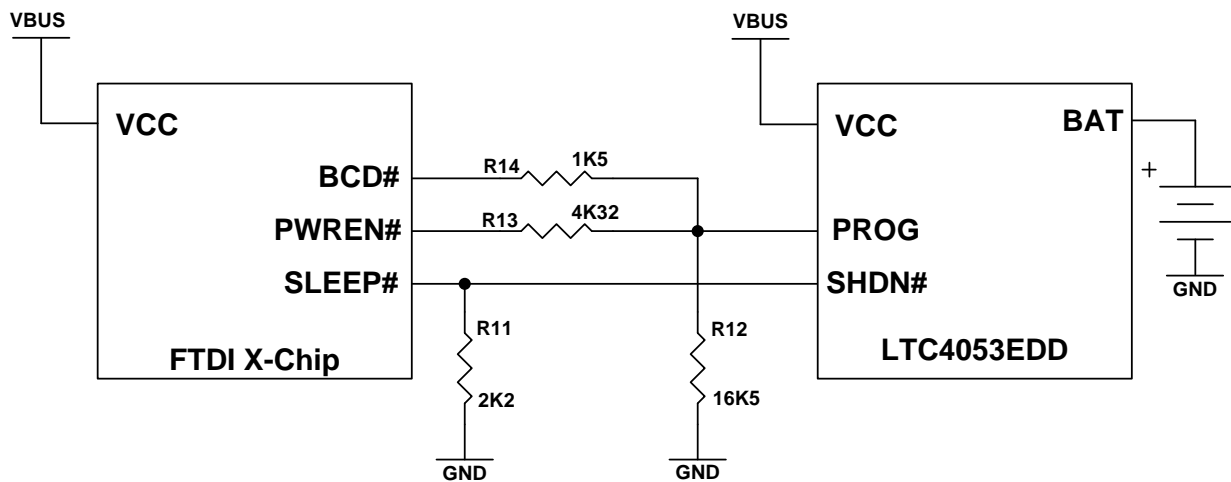 VBUS
VBUS
VCC
VCC
BAT
+
R14
1K5
BCD#
4K32
R13
PWREN#
PROG
SLEEP#
SHDN#
R11
R12
FTDI X-Chip
LTC4053EDD
2K2
16K5
GND
GND
GND